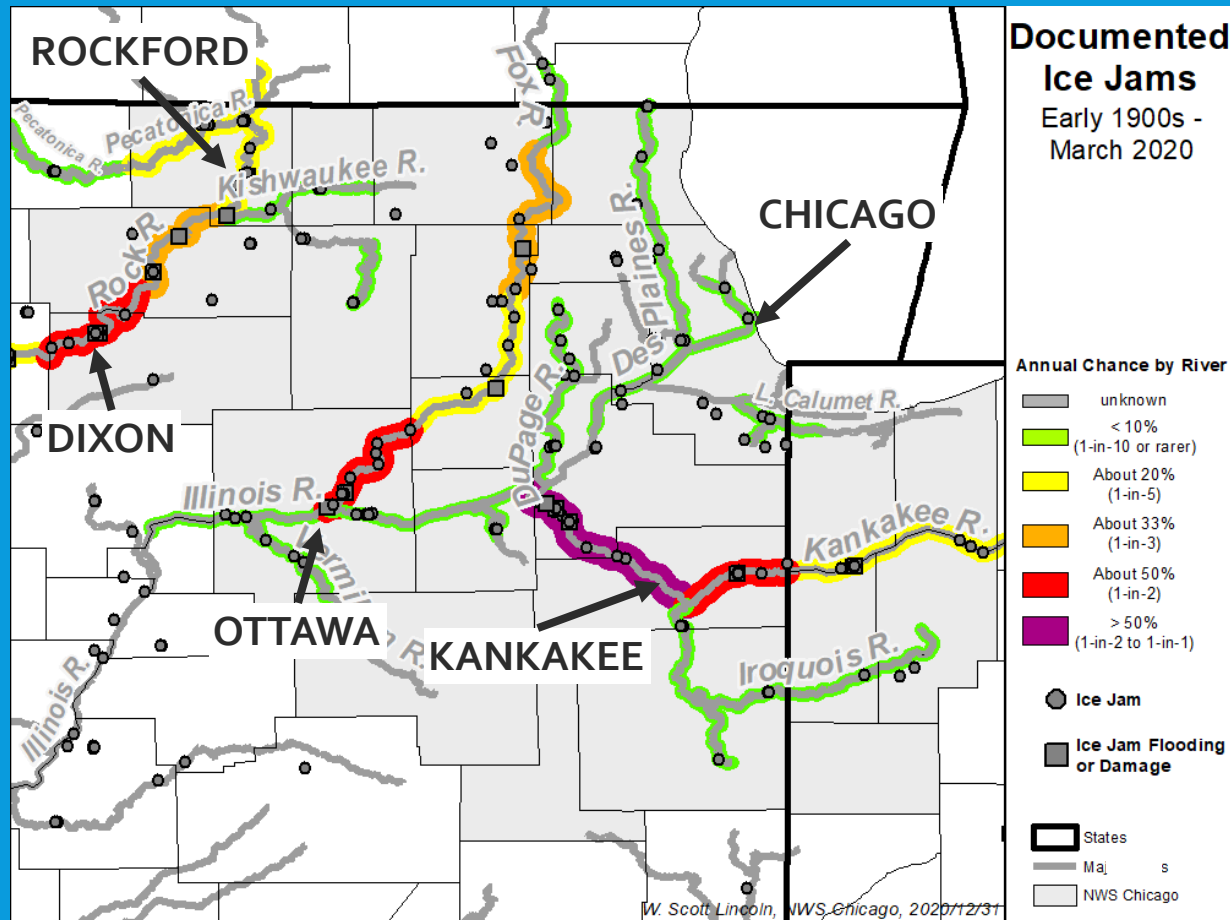 Documented
Ice Jams
Early 1900s -
March 2020
ROCKFORD
Fox R.
Pecatonica R.
Pecatonica R.
Kishwaukee R.
Rock R.
Des Plaines R.
CHICAGO
DIXON
DuPage R.
L. Calumet R.
Illinois R.
Kankakee R.
OTTAWA
KANKAKEE
Iroquois R.
Illinois R.
Annual Chance by River
unknown
< 10%
(1-in-10 or rarer)
About 20%
(1-in-5)
About 33%
(1-in-3)
About 50%
(1-in-2)
> 50%
(1-in-2 to 1-in-1)
Ice Jam
Ice Jam Flooding
or Damage
States
NWS Chicago
W. Scott Lincoln, NWS Chicago, 2020/12/31